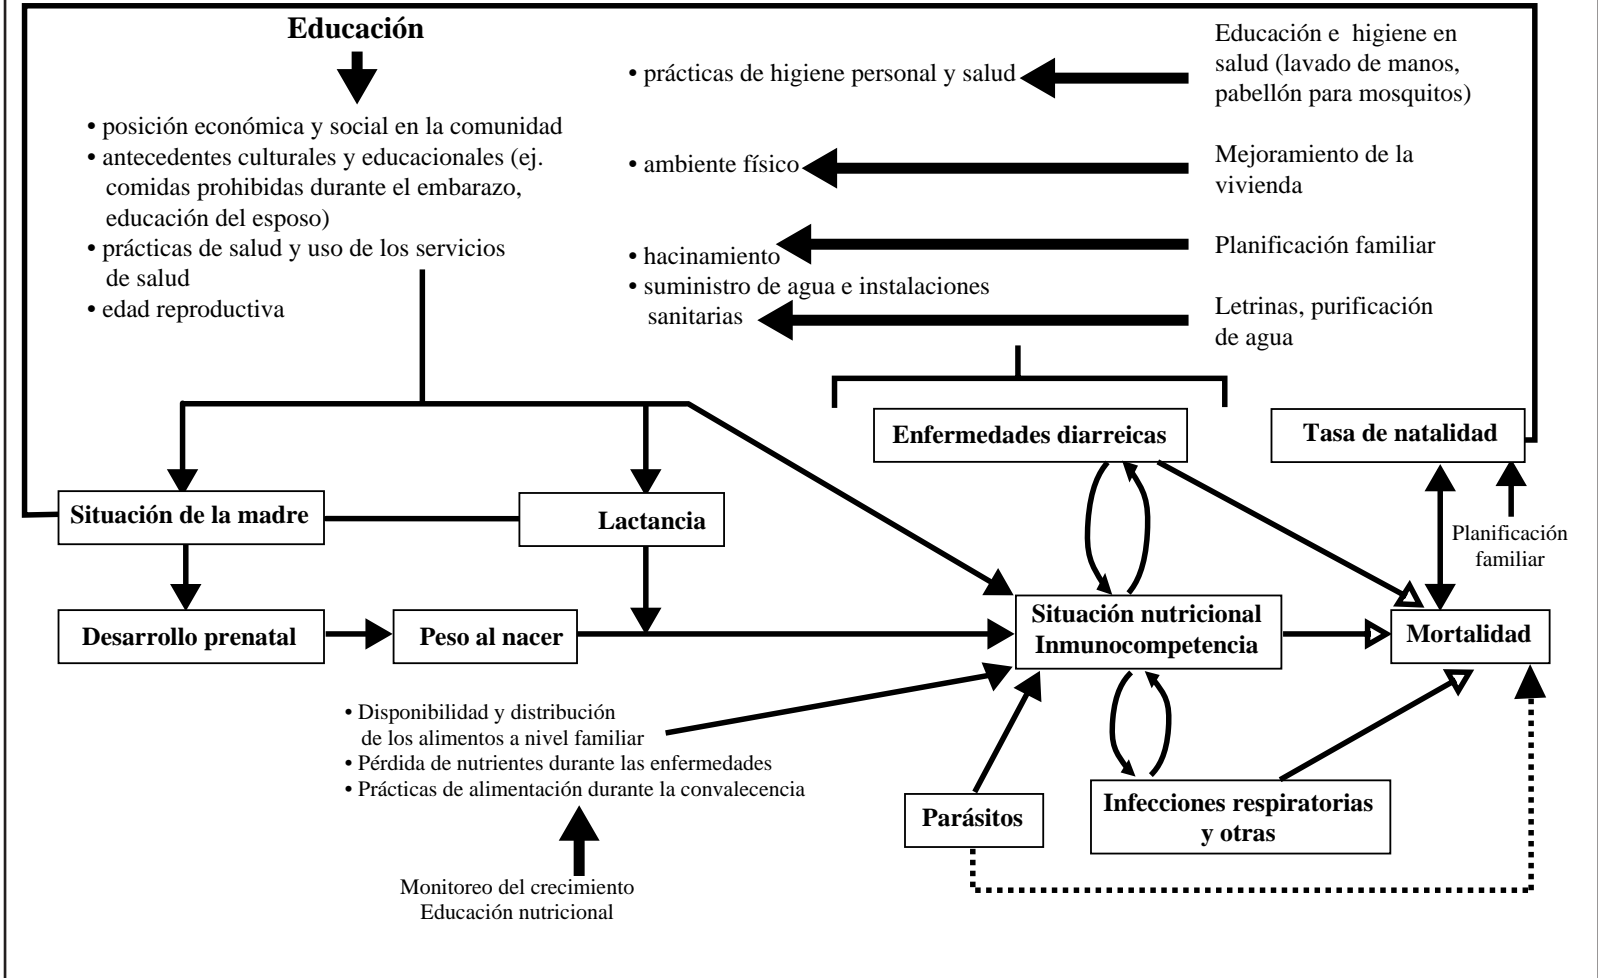 Educación
• posición económica y social en la comunidad
• antecedentes culturales y educacionales (ej.
comidas prohibidas durante el embarazo,
educación del esposo)
• prácticas de salud y uso de los servicios
de salud
• edad reproductiva
• prácticas de higiene personal y salud
• ambiente físico
• hacinamiento
• suministro de agua e instalaciones
sanitarias
Educación e higiene en
salud (lavado de manos,
pabellón para mosquitos)
Mejoramiento de la
vivienda
Planificación familiar
Letrinas, purificación
de agua
Enfermedades diarreicas
Tasa de natalidad
Situación de la madre
Lactancia
Planificación
familiar
Desarrollo prenatal
Peso al nacer
Situación nutricional
Inmunocompetencia
Mortalidad
• Disponibilidad y distribución
de los alimentos a nivel familiar
• Pérdida de nutrientes durante las enfermedades
• Prácticas de alimentación durante la convalecencia
Parásitos
Infecciones respiratorias
y otras
Monitoreo del crecimiento
Educación nutricional